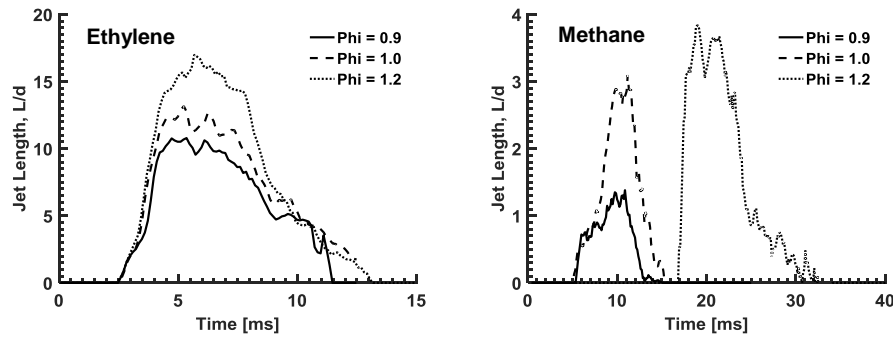 Ethylene
Phi = 0.9
Phi = 1.0
Phi = 1.2
Jet Length, L/d
20
15
10
5
0
0 5 10 15
Time [ms]
Methane
Phi = 0.9
Phi = 1.0
Phi = 1.2
Jet Length, L/d
4
3
2
1
0
0 10 20 30 40
Time [ms]